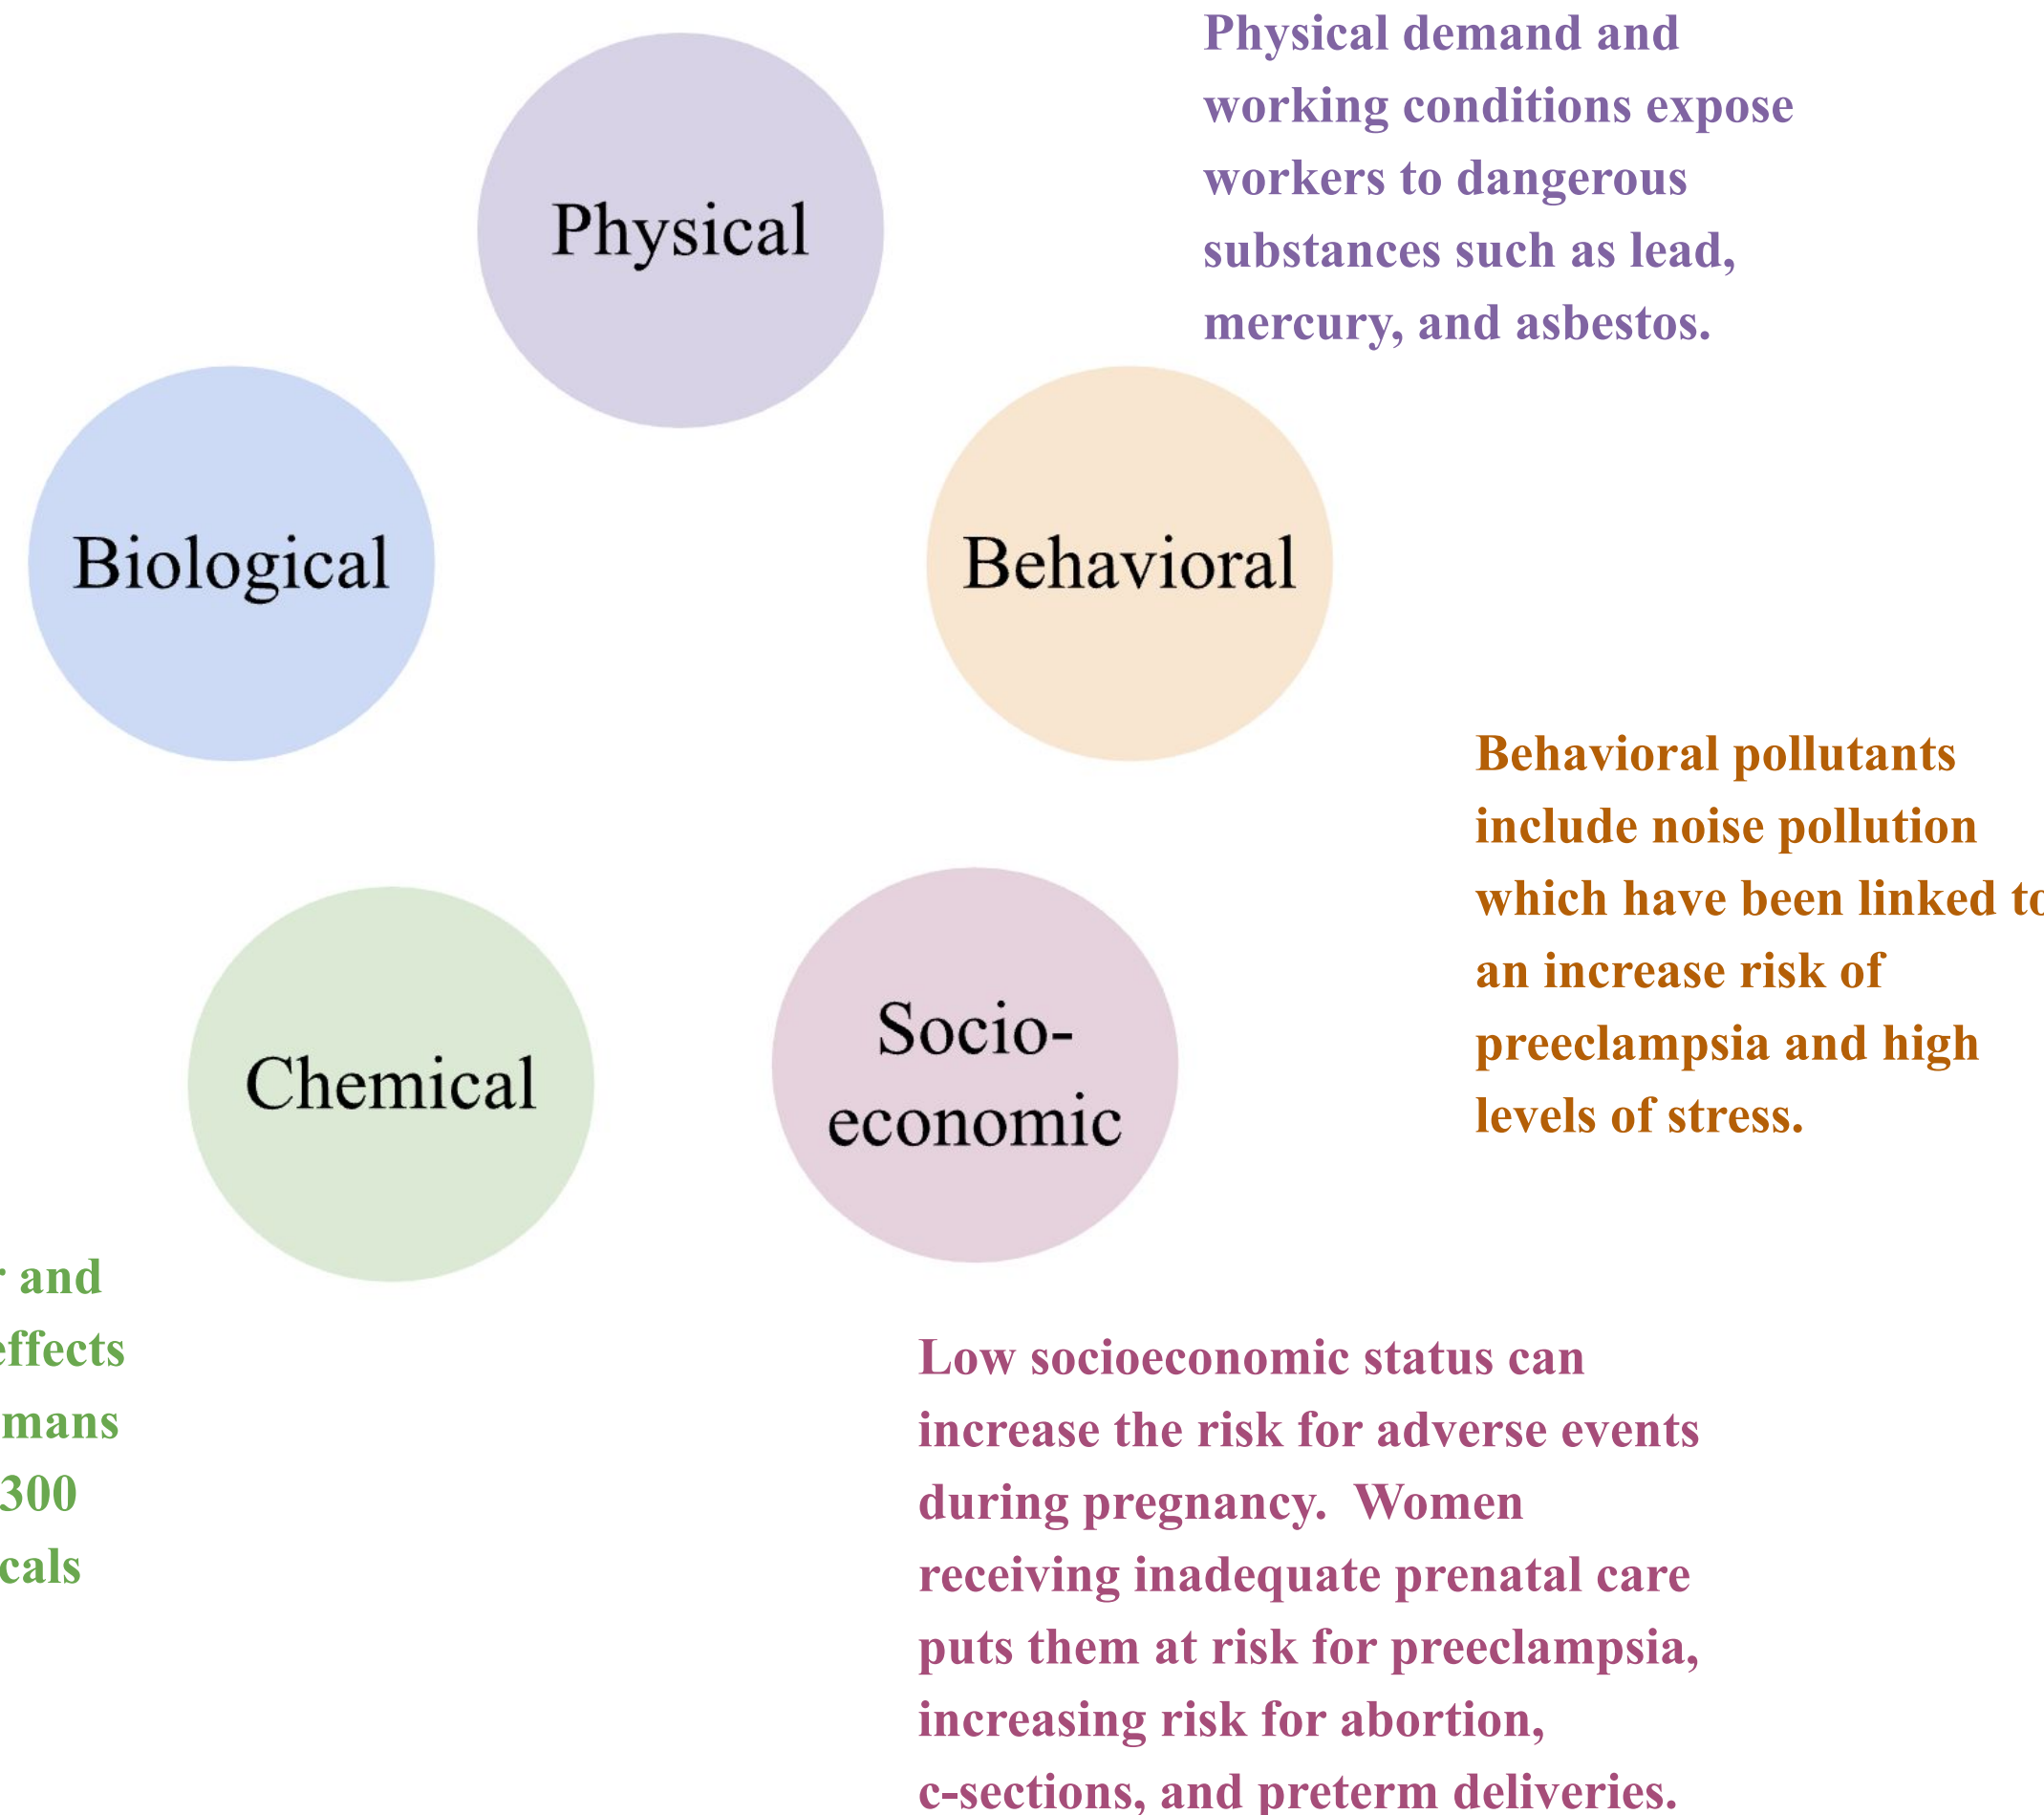 Physical demand and
working conditions expose
workers to dangerous
substances such as lead,
mercury, and asbestos.
Physical
Biological
Behavioral
Behavioral pollutants
include noise pollution
which have been linked to
an increase risk of
preeclampsia and high
levels of stress.
Chemical
Socio-
economic
and
effects
300
Low socioeconomic status can
increase the risk for adverse events
during pregnancy. Women
receiving inadequate prenatal care
puts them at risk for preeclampsia,
increasing risk for abortion,
c-sections, and preterm deliveries.